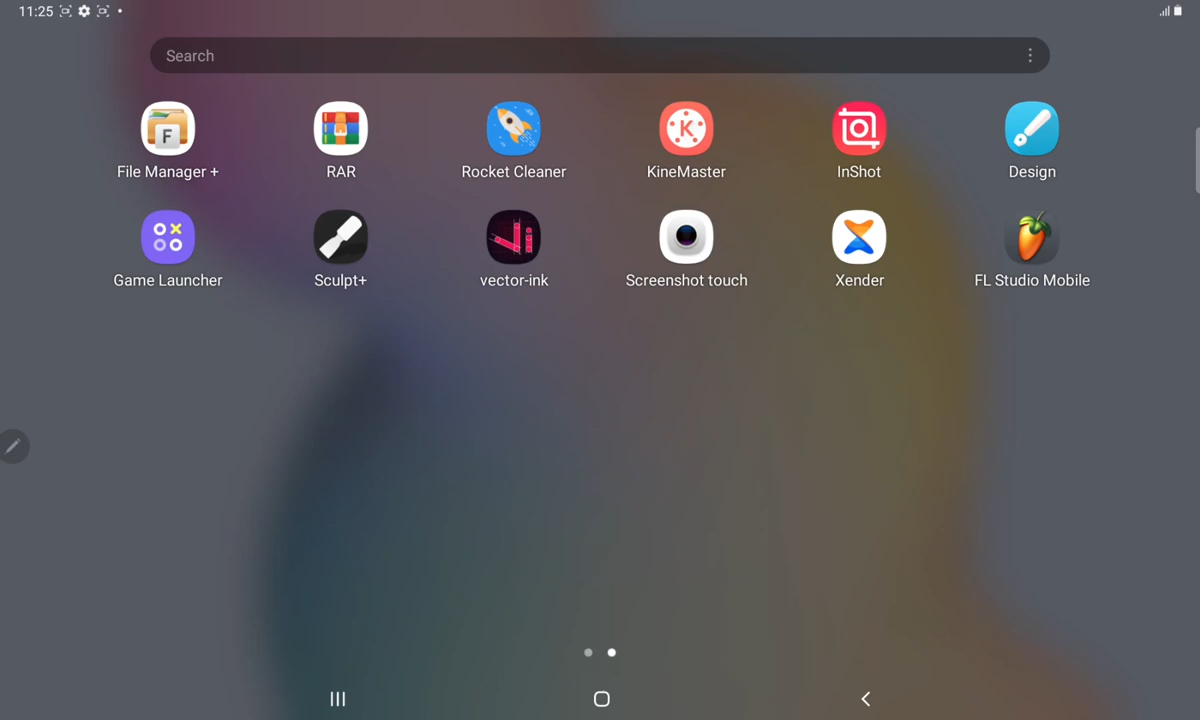 11:25
Search
F
K
File Manager +
RAR
Rocket Cleaner
KineMaster
InShot
Design
Game Launcher
Sculpt+
vector-ink
Screenshot touch
Xender
FL Studio Mobile